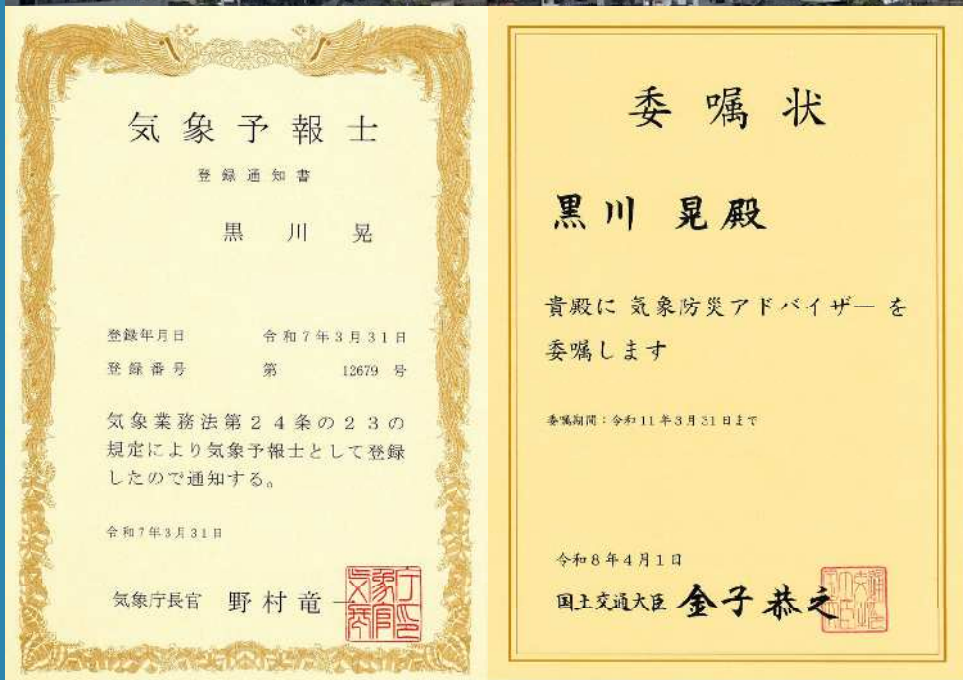 気象予報士
登録通知書
黒川晃
登録年月日 令和7年3月31日
登録番号 第 12679 号
気象業務法第24条の23の
規定により気象予報士として登録
したので通知する。
令和7年3月31日
気象庁長官 野村竜一
委嘱状
黒川 晃殿
貴殿に 気象防災アドバイザー を
委嘱します
委嘱期間：令和11年3月31日まで
令和8年4月1日
国土交通大臣 金子恭之